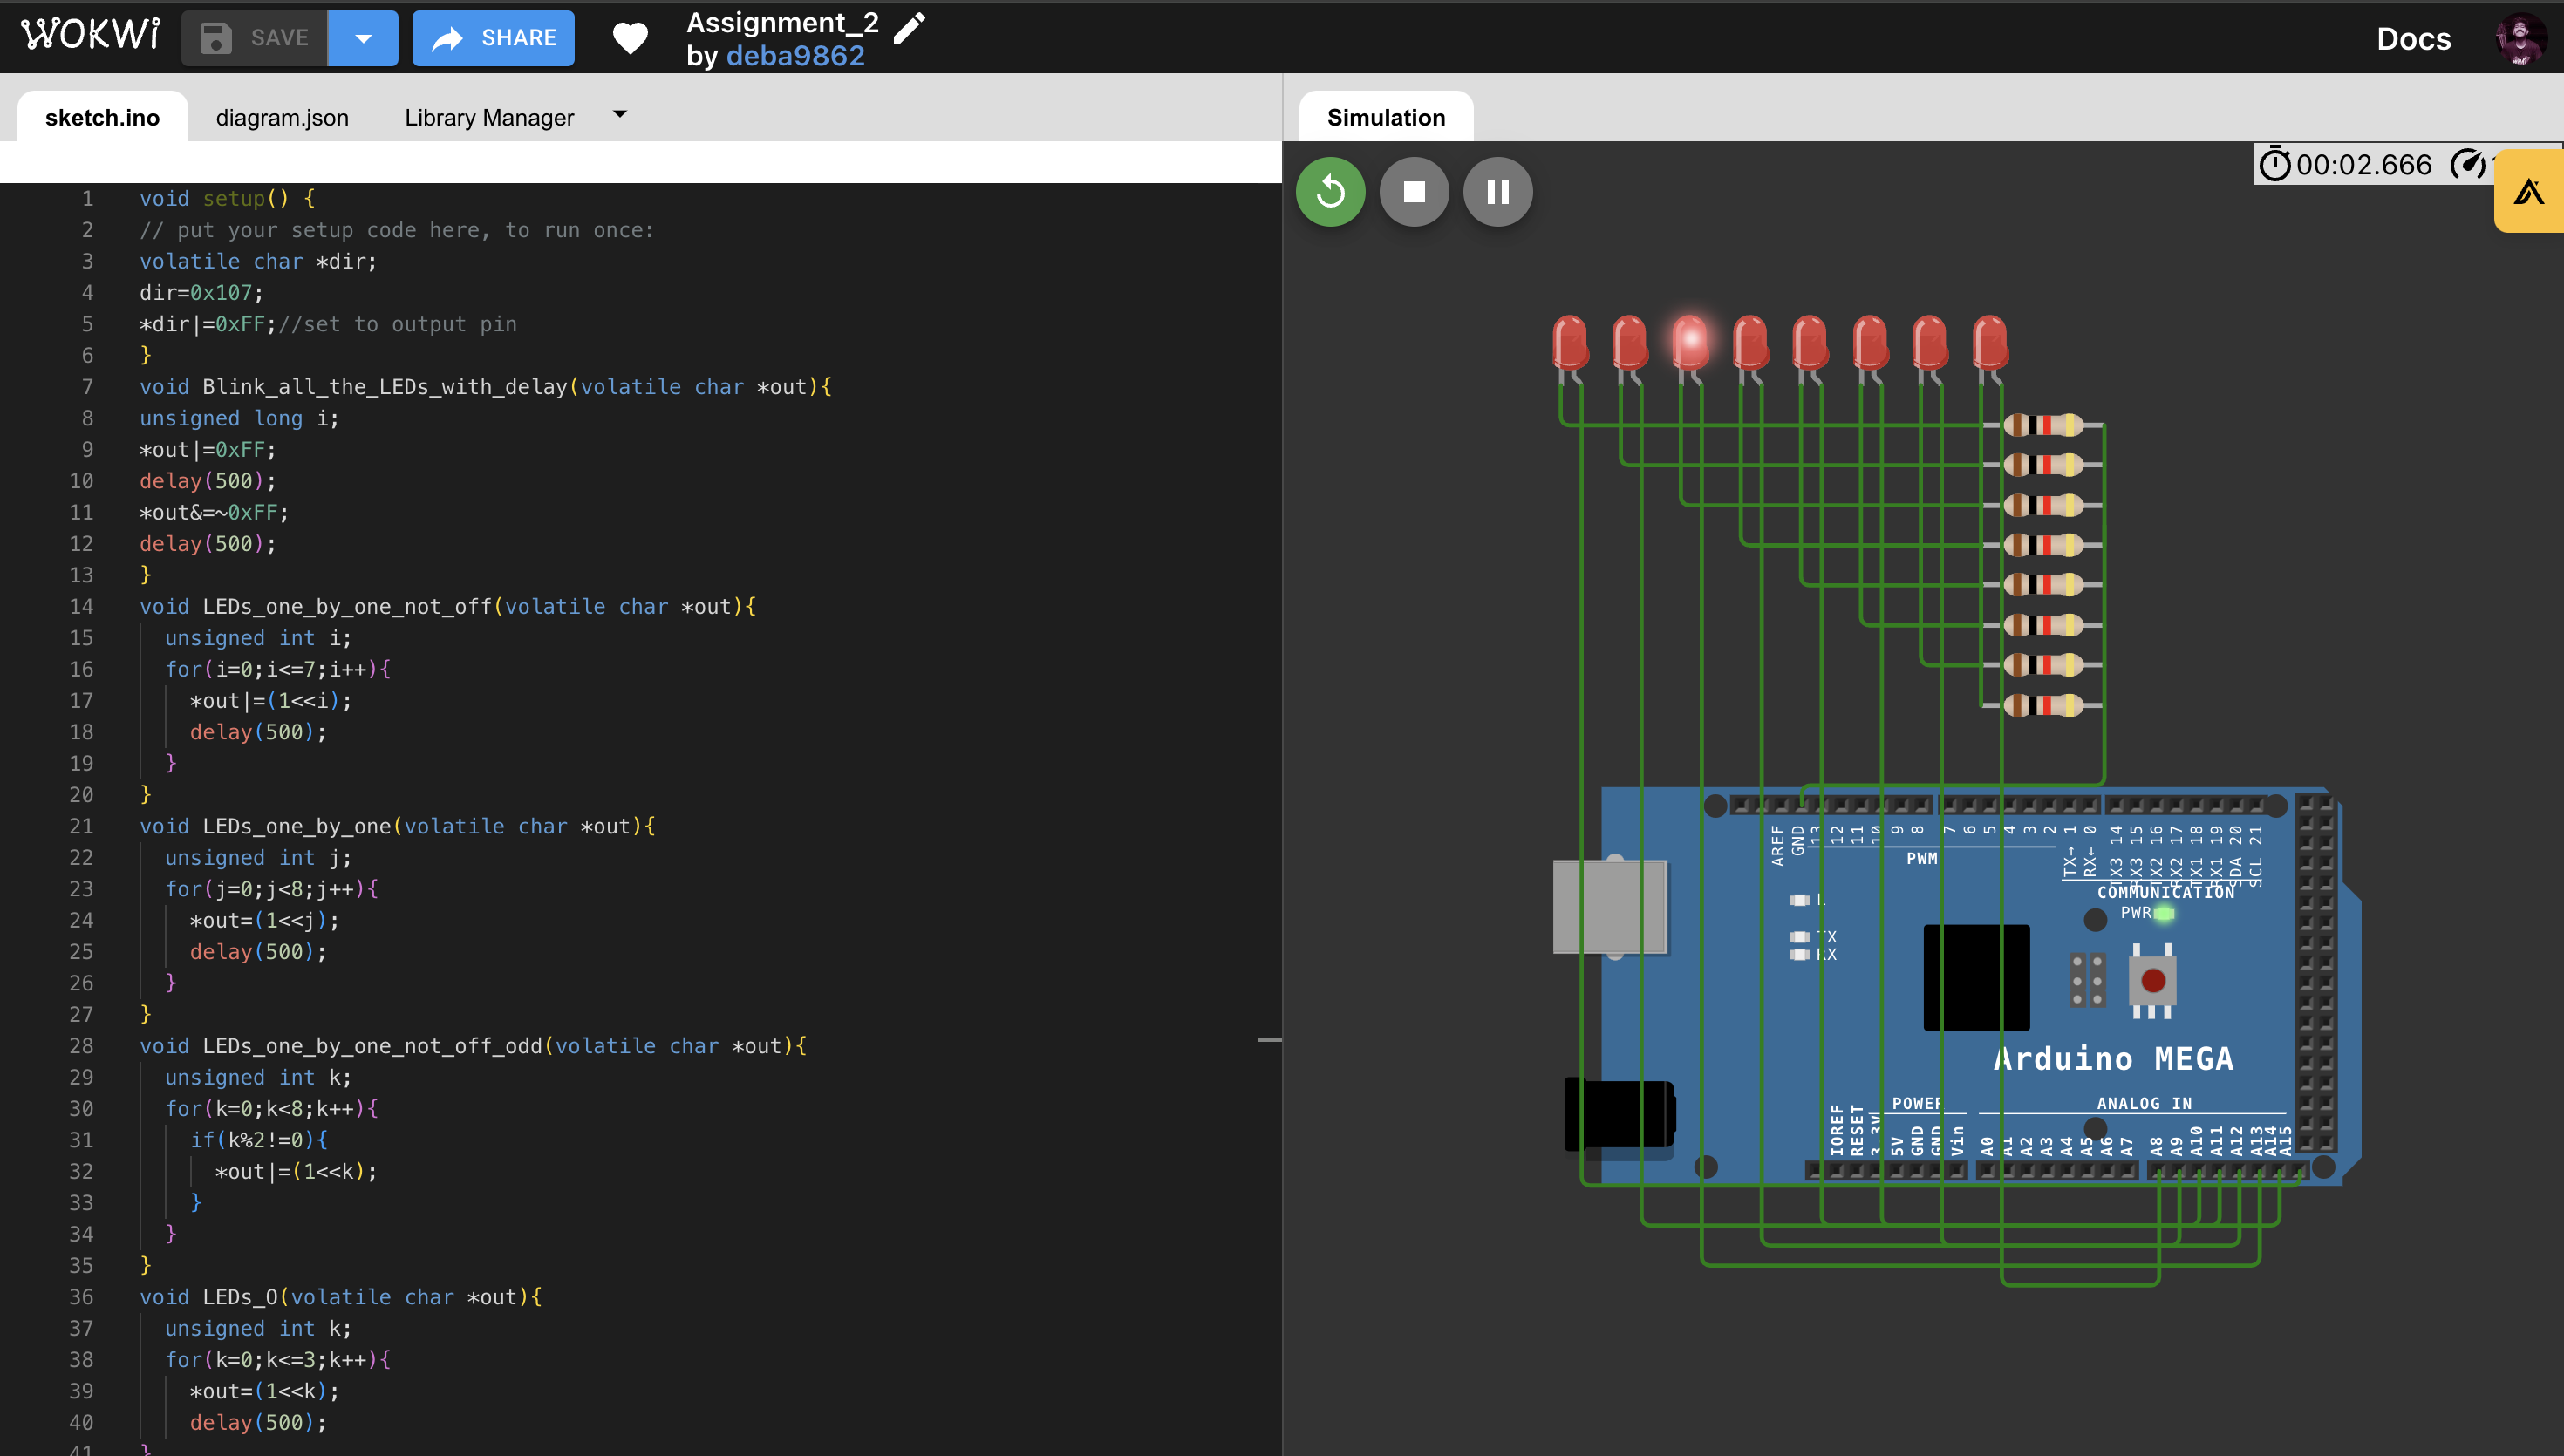 WOKWi
SAVE
SHARE
Assignment_2
by deba9862
Docs
sketch.ino
diagram.json
Library Manager
Simulation
00:02.666
1 void setup() {
2 // put your setup code here, to run once:
3 volatile char *dir;
4 dir=0x107;
5 *dir|=0xFF;//set to output pin
6 }
7 void Blink_all_the_LEDs_with_delay(volatile char *out){
8 unsigned long i;
9 *out|=0xFF;
10 delay(500);
11 *out&=~0xFF;
12 delay(500);
13 }
14 void LEDs_one_by_one_not_off(volatile char *out){
15 unsigned int i;
16 for(i=0;i<=7;i++){
17 *out|=(1<<i);
18 delay(500);
19 }
20 }
21 void LEDs_one_by_one(volatile char *out){
22 unsigned int j;
23 for(j=0;j<8;j++){
24 *out=(1<<j);
25 delay(500);
26 }
27 }
28 void LEDs_one_by_one_not_off_odd(volatile char *out){
29 unsigned int k;
30 for(k=0;k<8;k++){
31 if(k%2!=0){
32 *out|=(1<<k);
33 }
34 }
35 }
36 void LEDs_O(volatile char *out){
37 unsigned int k;
38 for(k=0;k<=3;k++){
39 *out=(1<<k);
40 delay(500);
41 }
AREF GND 13 12 11 10 9 8 7 6 5 4 3 2 TX→ 1 RX← 0 TX3 14 RX3 15 TX2 16 RX2 17 TX1 18 RX1 19 SDA 20 SCL 21
PWM
COMMUNICATION
L
PWR
TX
RX
Arduino MEGA
POWER
ANALOG IN
IOREF RESET 3.3V 5V GND GND Vin A0 A1 A2 A3 A4 A5 A6 A7 A8 A9 A10 A11 A12 A13 A14 A15